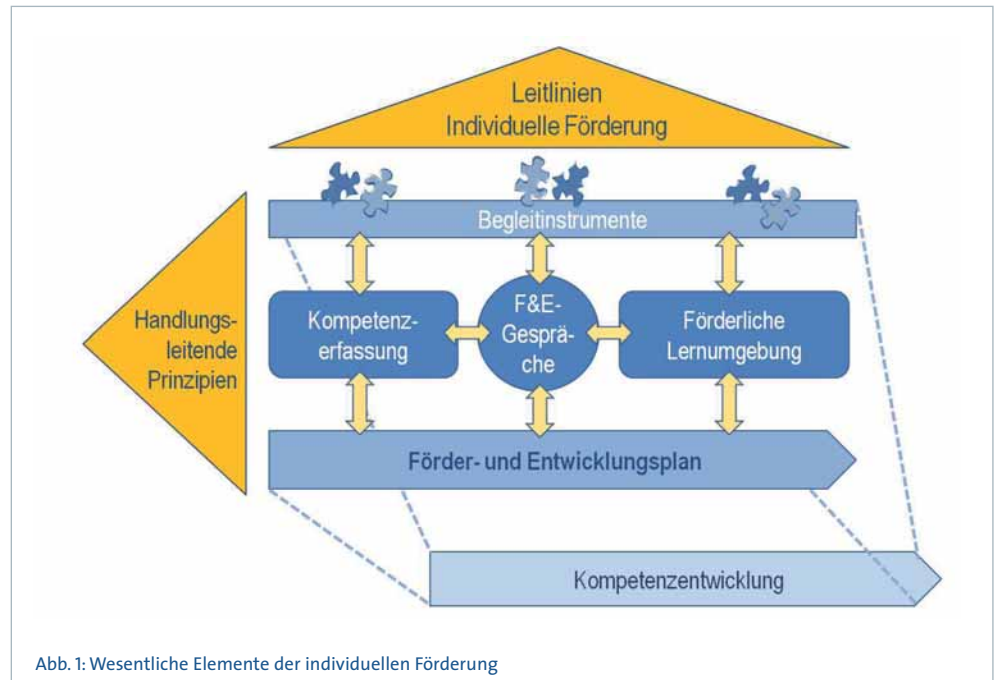 Leitlinien
Individuelle Förderung
Begleitinstrumente
Handlungs-
leitende
Prinzipien
Kompetenz-
erfassung
F&E-
Gesprä-
che
Förderliche
Lernumgebung
Förder- und Entwicklungsplan
Kompetenzentwicklung
Abb. 1: Wesentliche Elemente der individuellen Förderung